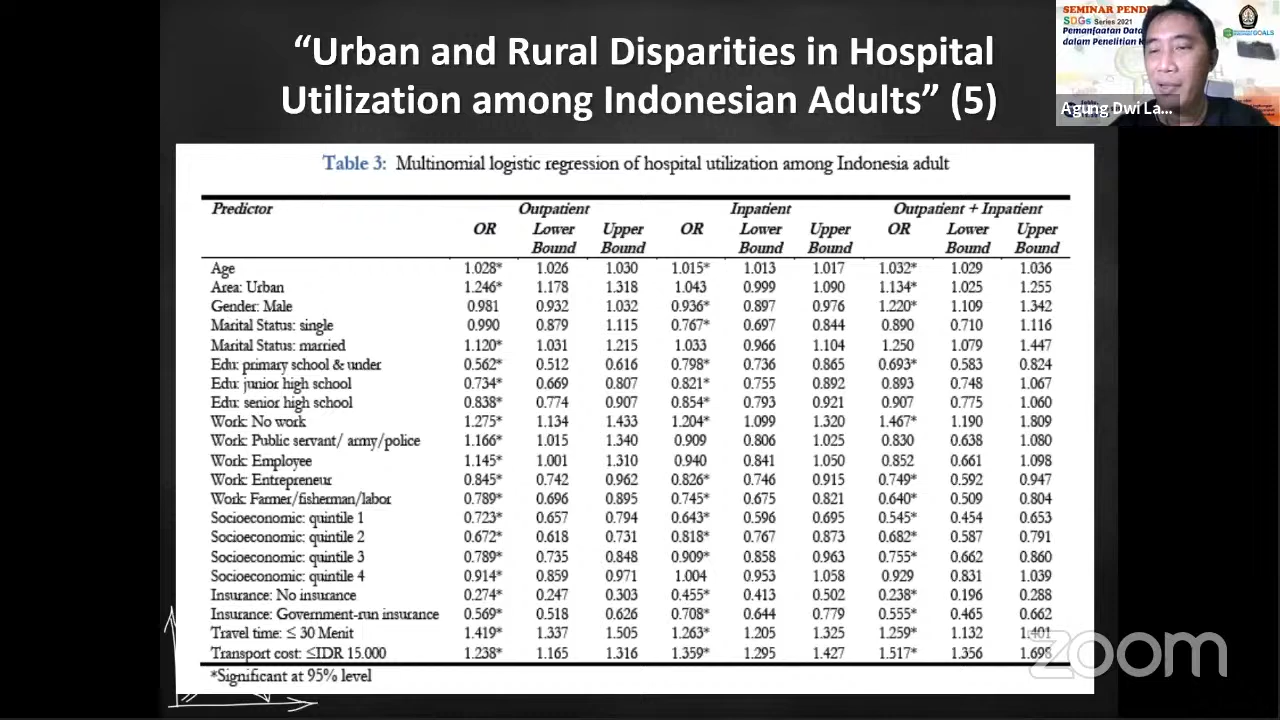 “Urban and Rural Disparities in Hospital
Utilization among Indonesian Adults” (5)
SEMINAR PEND
SDGs Series 2021
Pemanfaatan Data
dalam Penelitian K
GOALS
Agung Dwi La...
Table 3: Multinomial logistic regression of hospital utilization among Indonesia adult
Predictor Outpatient Inpatient Outpatient + Inpatient
OR Lower Bound Upper Bound OR Lower Bound Upper Bound OR Lower Bound Upper Bound
Age 1.028* 1.026 1.030 1.015* 1.013 1.017 1.032* 1.029 1.036
Area: Urban 1.246* 1.178 1.318 1.043 0.999 1.090 1.134* 1.025 1.255
Gender: Male 0.981 0.932 1.032 0.936* 0.897 0.976 1.220* 1.109 1.342
Marital Status: single 0.990 0.879 1.115 0.767* 0.697 0.844 0.890 0.710 1.116
Marital Status: married 1.120* 1.031 1.215 1.033 0.966 1.104 1.250 1.079 1.447
Edu: primary school & under 0.562* 0.512 0.616 0.798* 0.736 0.865 0.693* 0.583 0.824
Edu: junior high school 0.734* 0.669 0.807 0.821* 0.755 0.892 0.893 0.748 1.067
Edu: senior high school 0.838* 0.774 0.907 0.854* 0.793 0.921 0.907 0.775 1.060
Work: No work 1.275* 1.134 1.433 1.204* 1.099 1.320 1.467* 1.190 1.809
Work: Public servant/ army/police 1.166* 1.015 1.340 0.909 0.806 1.025 0.830 0.638 1.080
Work: Employee 1.145* 1.001 1.310 0.940 0.841 1.050 0.852 0.661 1.098
Work: Entrepreneur 0.845* 0.742 0.962 0.826* 0.746 0.915 0.749* 0.592 0.947
Work: Farmer/fisherman/labor 0.789* 0.696 0.895 0.745* 0.675 0.821 0.640* 0.509 0.804
Socioeconomic: quintile 1 0.723* 0.657 0.794 0.643* 0.596 0.695 0.545* 0.454 0.653
Socioeconomic: quintile 2 0.672* 0.618 0.731 0.818* 0.767 0.873 0.682* 0.587 0.791
Socioeconomic: quintile 3 0.789* 0.735 0.848 0.909* 0.858 0.963 0.755* 0.662 0.860
Socioeconomic: quintile 4 0.914* 0.859 0.971 1.004 0.953 1.058 0.929 0.831 1.039
Insurance: No insurance 0.274* 0.247 0.303 0.455* 0.413 0.502 0.238* 0.196 0.288
Insurance: Government-run insurance 0.569* 0.518 0.626 0.708* 0.644 0.779 0.555* 0.465 0.662
Travel time: ≤ 30 Menit 1.419* 1.337 1.505 1.263* 1.205 1.325 1.259* 1.132 1.401
Transport cost: ≤IDR 15.000 1.238* 1.165 1.316 1.359* 1.295 1.427 1.517* 1.356 1.698
*Significant at 95% level
zoom